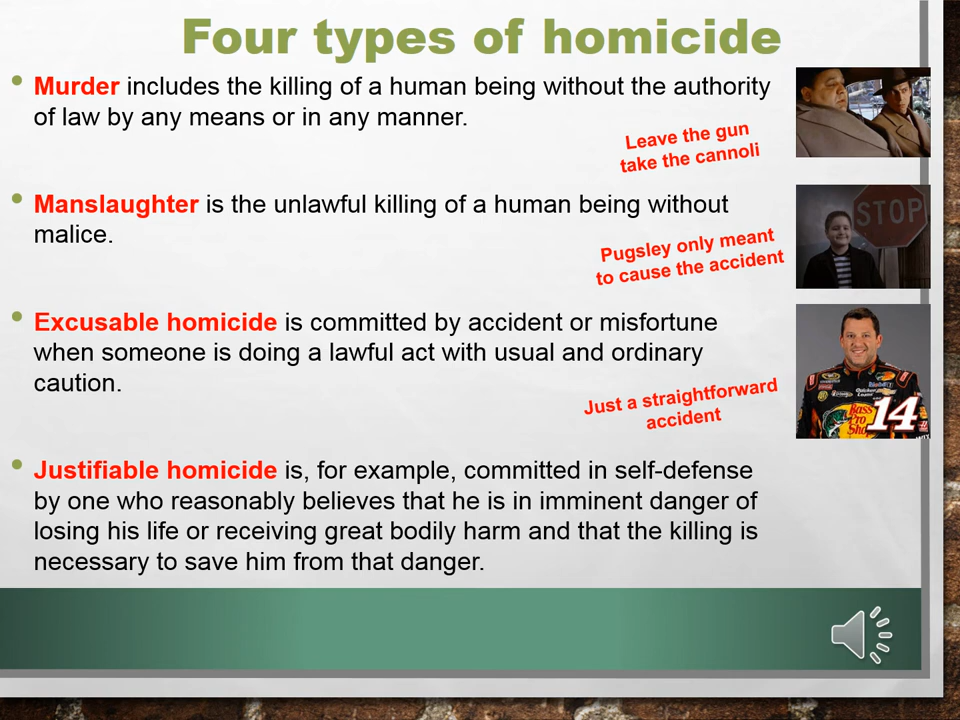 Four types of homicide
• Murder includes the killing of a human being without the authority
of law by any means or in any manner.
Leave the gun
take the cannoli
• Manslaughter is the unlawful killing of a human being without
malice.
STOP
Pugsley only meant
to cause the accident
• Excusable homicide is committed by accident or misfortune
when someone is doing a lawful act with usual and ordinary
caution.
Just a straightforward
accident
Bass
Pro
Shops
14
• Justifiable homicide is, for example, committed in self-defense
by one who reasonably believes that he is in imminent danger of
losing his life or receiving great bodily harm and that the killing is
necessary to save him from that danger.